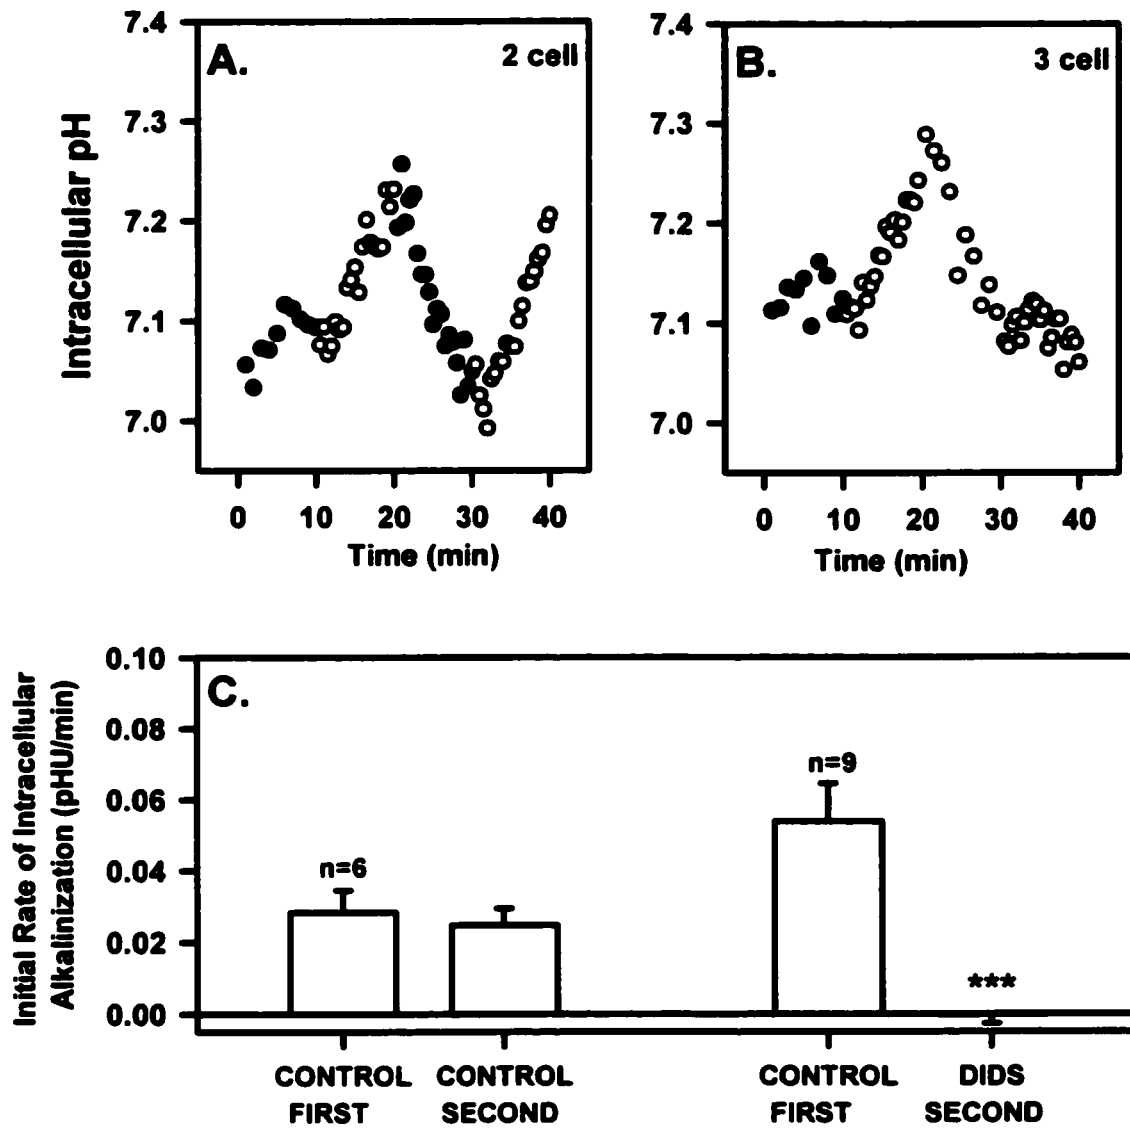 A.
2 cell
Intracellular pH
7.4
7.3
7.2
7.1
7.0
0 10 20 30 40
Time (min)
B.
3 cell
7.4
7.3
7.2
7.1
7.0
0 10 20 30 40
Time (min)
C.
Initial Rate of Intracellular
Alkalinization (pHU/min)
0.10
0.08
0.06
0.04
0.02
0.00
n=6
n=9
***
CONTROL CONTROL CONTROL DIDS
FIRST SECOND FIRST SECOND